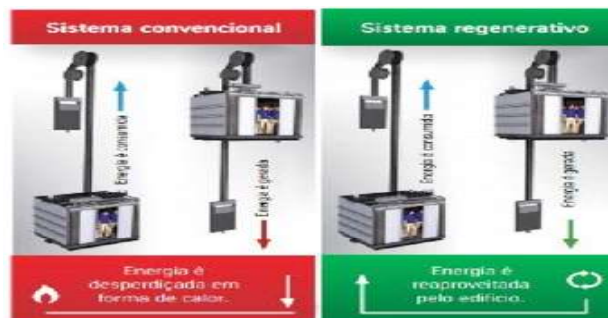 Sistema convencional
Energia é consumida
Energia é gerada
Energia é
desperdiçada em
forma de calor.
Sistema regenerativo
Energia é consumida
Energia é gerada
Energia é
reaproveitada
pelo edifício.